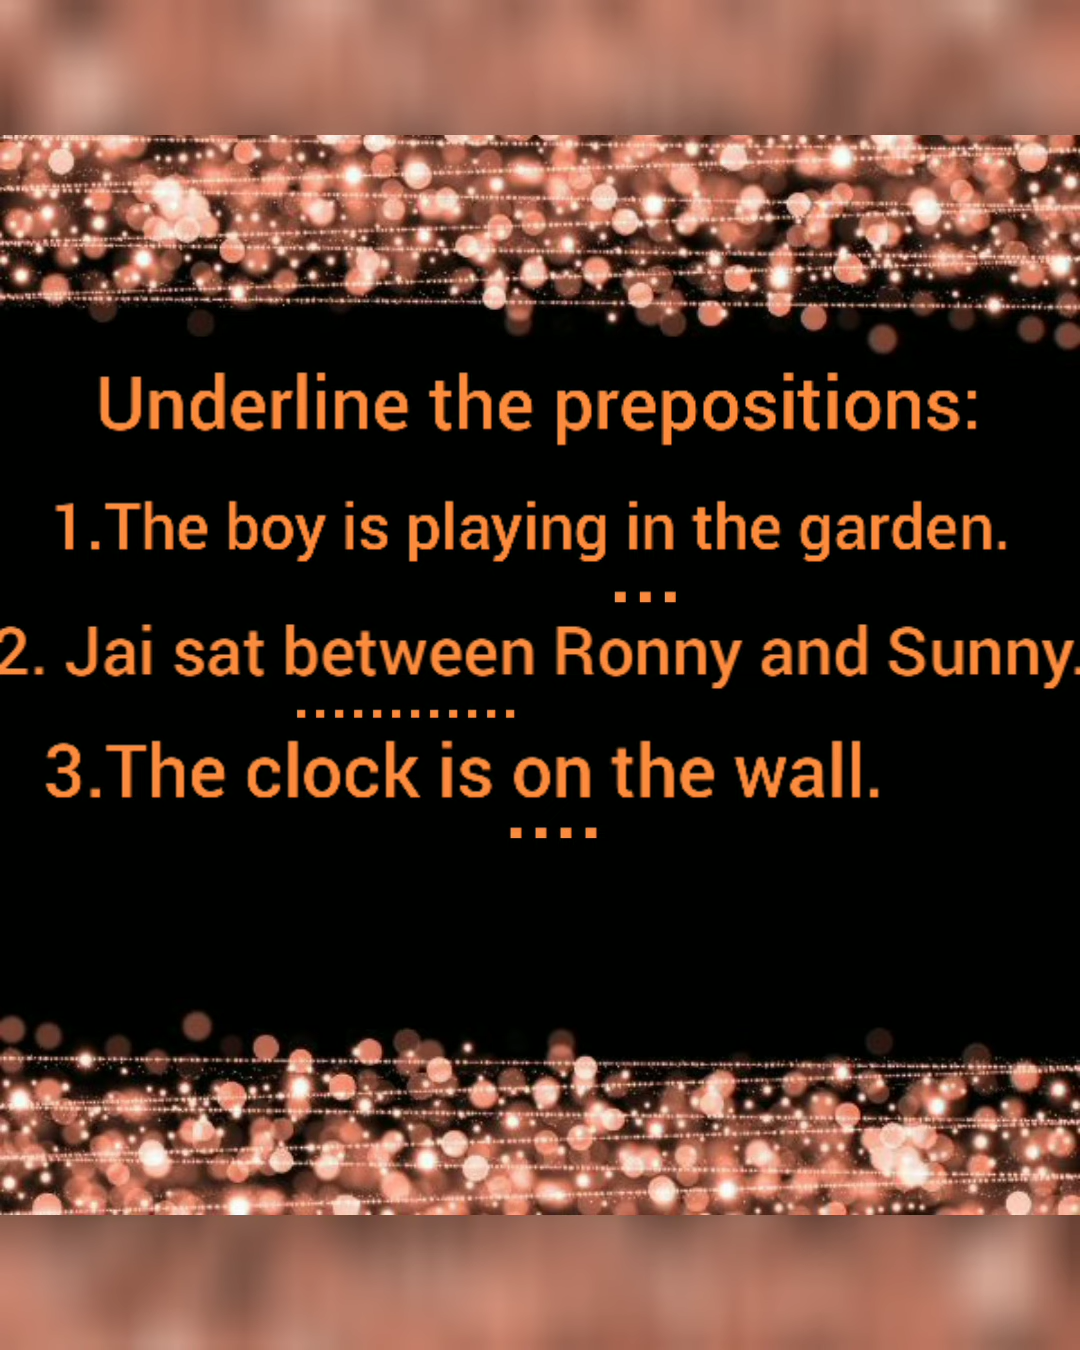 Underline the prepositions:
1.The boy is playing in the garden.
...
2. Jai sat between Ronny and Sunny.
............
3.The clock is on the wall.
....